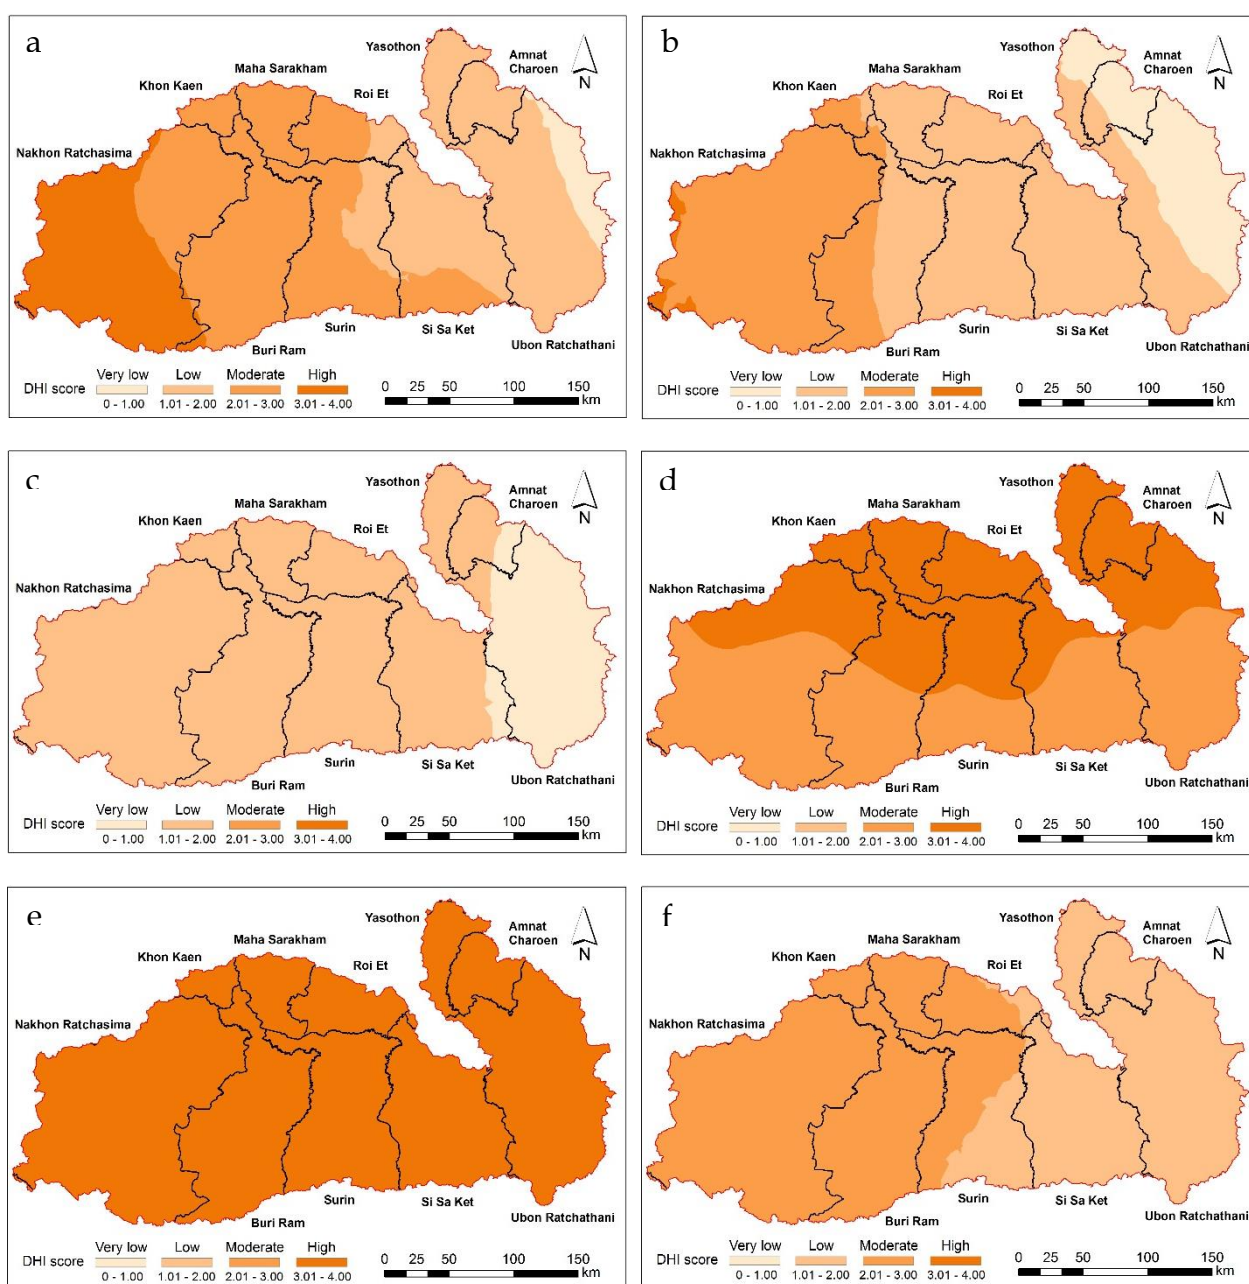 a
Yasothon
Amnat
Charoen
Maha Sarakham
Khon Kaen
Roi Et
N
Nakhon Ratchasima
Surin
Si Sa Ket
Buri Ram
Ubon Ratchathani
Very low Low Moderate High
DHI score
0 - 1.00 1.01 - 2.00 2.01 - 3.00 3.01 - 4.00
0 25 50 100 150
km
b
Yasothon
Amnat
Charoen
Maha Sarakham
Khon Kaen
Roi Et
N
Nakhon Ratchasima
Surin
Si Sa Ket
Buri Ram
Ubon Ratchathani
Very low Low Moderate High
DHI score
0 - 1.00 1.01 - 2.00 2.01 - 3.00 3.01 - 4.00
0 25 50 100 150
km
c
Yasothon
Amnat
Charoen
Maha Sarakham
Khon Kaen
Roi Et
N
Nakhon Ratchasima
Surin
Si Sa Ket
Buri Ram
Ubon Ratchathani
Very low Low Moderate High
DHI score
0 - 1.00 1.01 - 2.00 2.01 - 3.00 3.01 - 4.00
0 25 50 100 150
km
d
Yasothon
Amnat
Charoen
Maha Sarakham
Khon Kaen
Roi Et
N
Nakhon Ratchasima
Surin
Si Sa Ket
Buri Ram
Ubon Ratchathani
Very low Low Moderate High
DHI score
0 - 1.00 1.01 - 2.00 2.01 - 3.00 3.01 - 4.00
0 25 50 100 150
km
e
Yasothon
Amnat
Charoen
Maha Sarakham
Khon Kaen
Roi Et
N
Nakhon Ratchasima
Surin
Si Sa Ket
Buri Ram
Ubon Ratchathani
Very low Low Moderate High
DHI score
0 - 1.00 1.01 - 2.00 2.01 - 3.00 3.01 - 4.00
0 25 50 100 150
km
f
Yasothon
Amnat
Charoen
Maha Sarakham
Khon Kaen
Roi Et
N
Nakhon Ratchasima
Surin
Si Sa Ket
Buri Ram
Ubon Ratchathani
Very low Low Moderate High
DHI score
0 - 1.00 1.01 - 2.00 2.01 - 3.00 3.01 - 4.00
0 25 50 100 150
km